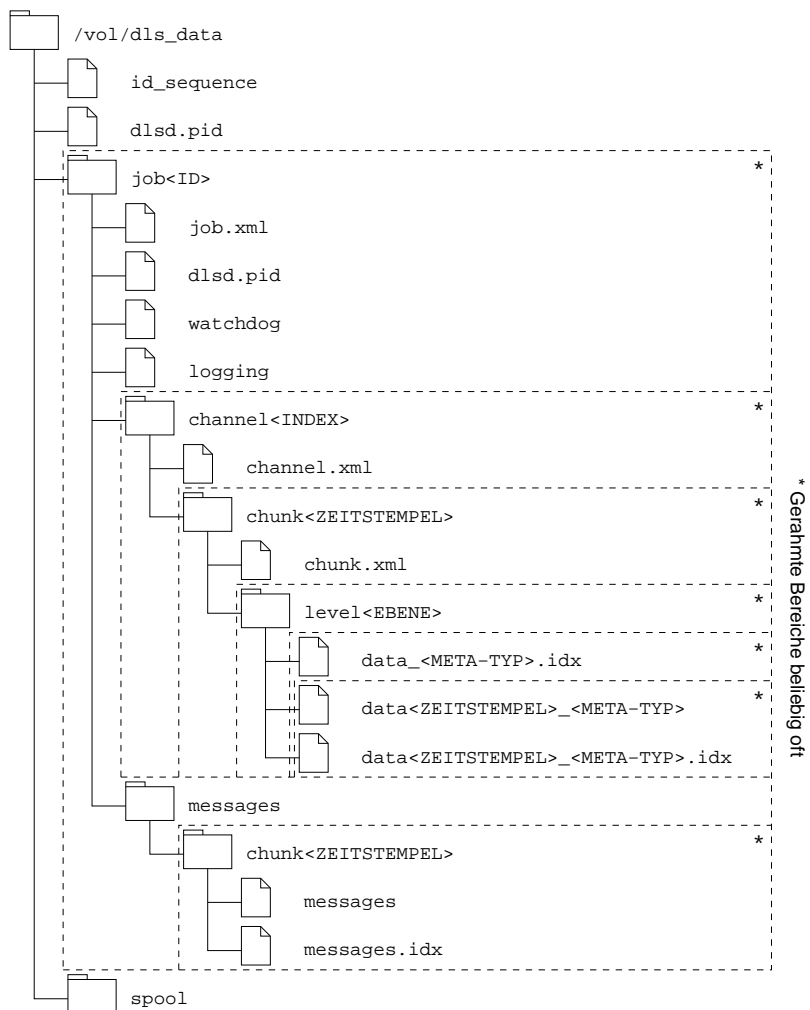 /vol/dls_data
id_sequence
dlsd.pid
job<ID>
*
job.xml
dlsd.pid
watchdog
logging
channel<INDEX>
*
channel.xml
chunk<ZEITSTEMPEL>
*
chunk.xml
level<EBENE>
*
data_<META-TYP>.idx
*
data<ZEITSTEMPEL>_<META-TYP>
*
data<ZEITSTEMPEL>_<META-TYP>.idx
messages
chunk<ZEITSTEMPEL>
*
messages
messages.idx
spool
* Gerahmte Bereiche beliebig oft